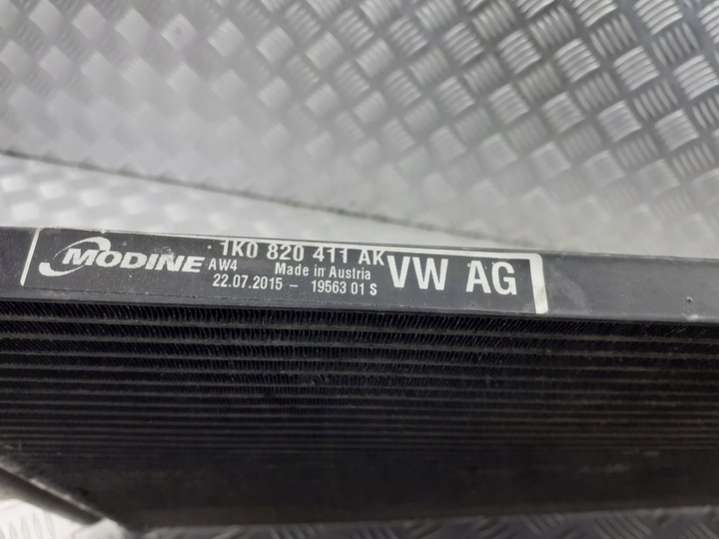 MODINE
1K0 820 411 AK
AW4 Made in Austria
22.07.2015 - 19563 01 S
VW AG